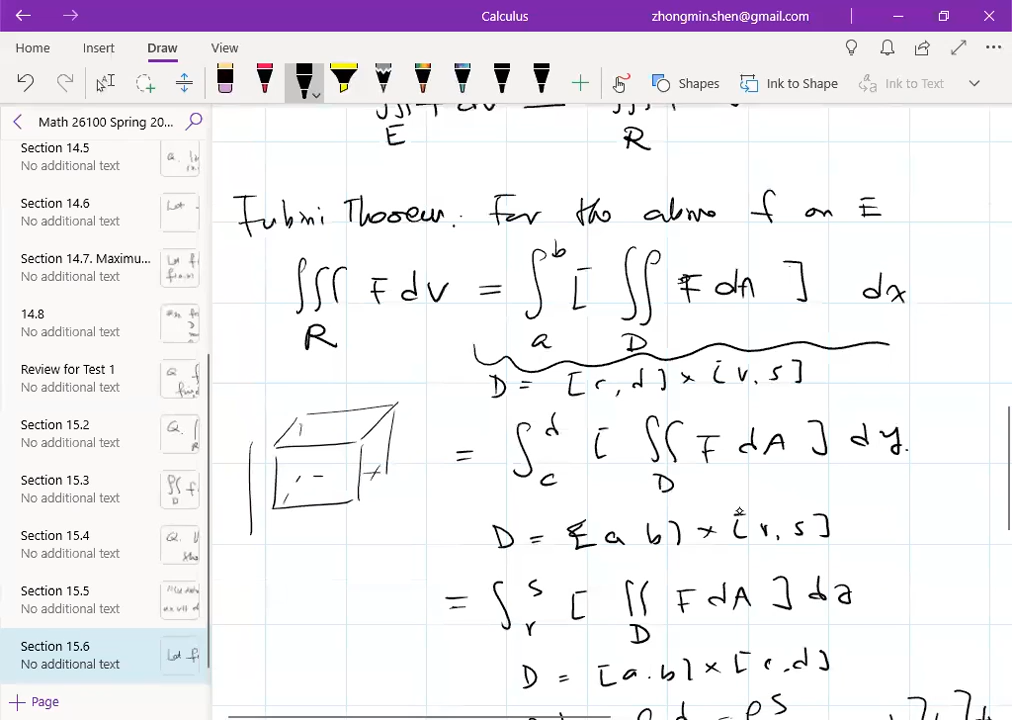 Calculus
zhongmin.shen@gmail.com
Home Insert Draw View
Shapes Ink to Shape Ink to Text
Math 26100 Spring 20...
Section 14.5
No additional text
Section 14.6
No additional text
Section 14.7. Maximu...
No additional text
14.8
No additional text
Review for Test 1
No additional text
Section 15.2
No additional text
Section 15.3
No additional text
Section 15.4
No additional text
Section 15.5
No additional text
Section 15.6
No additional text
Page
E R
Fubini Theorem. For the above f on E
∭ F dV = ∫ [ ∬ F dA ] dx
R a b D
D = [c, d] × [r, s]
= ∫ [ ∬ F dA ] dy.
c d D
D = [a b] × [r, s]
= ∫ [ ∬ F dA ] dz
r s D
D = [a. b] × [c, d]